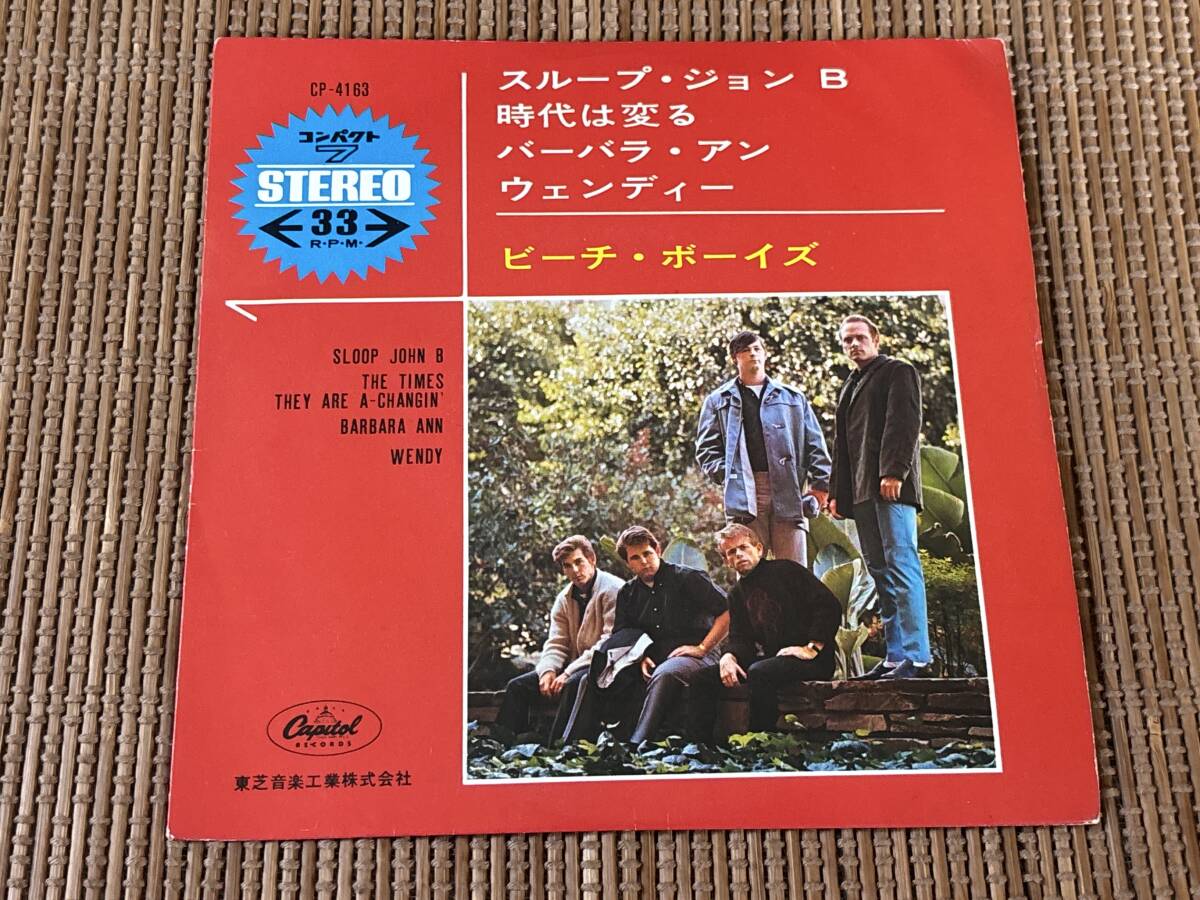 CP-4163
コンパクト
7
STEREO
33
R・P・M・
スループ・ジョン B
時代は変る
バーバラ・アン
ウェンディー
ビーチ・ボーイズ
SLOOP JOHN B
THE TIMES
THEY ARE A-CHANGIN'
BARBARA ANN
WENDY
Capitol
RECORDS
東芝音楽工業株式会社